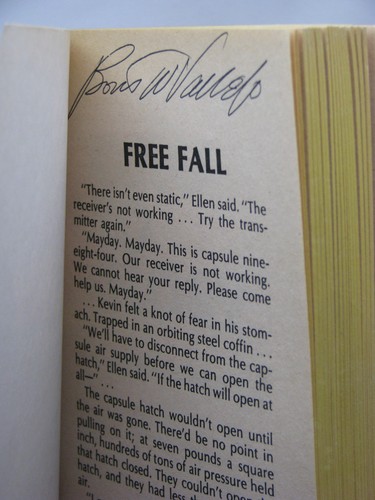 Boris Vallejo
FREE FALL
"There isn't even static," Ellen said. "The
receiver's not working . . . Try the trans-
mitter again."
"Mayday. Mayday. This is capsule nine-
eight-four. Our receiver is not working.
We cannot hear your reply. Please come
help us. Mayday."
. . . Kevin felt a knot of fear in his stom-
ach. Trapped in an orbiting steel coffin . . .
"We'll have to disconnect from the cap-
sule air supply before we can open the
hatch," Ellen said. "If the hatch will open at
all—" . . .
The capsule hatch wouldn't open until
the air was gone. There'd be no point in
pulling on it; at seven pounds a square
inch, hundreds of tons of air pressure held
that hatch closed. They couldn't open
hatch, and they had less
air.